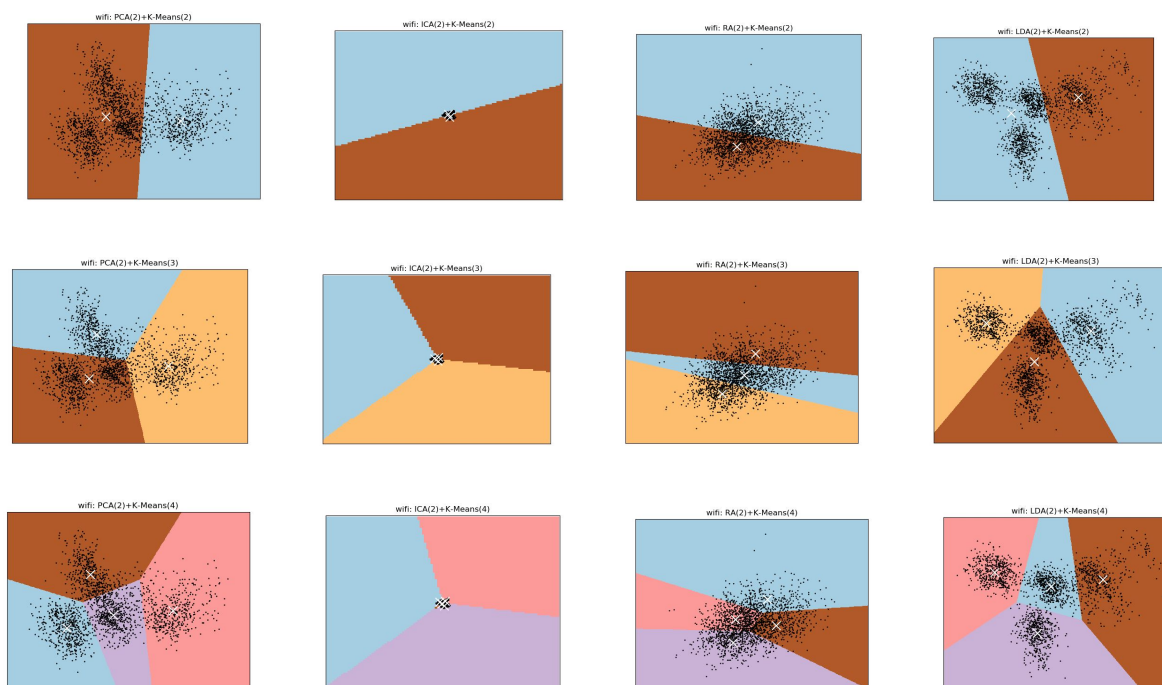 wifi: PCA(2)+K-Means(2)
wifi: ICA(2)+K-Means(2)
wifi: RA(2)+K-Means(2)
wifi: LDA(2)+K-Means(2)
wifi: PCA(2)+K-Means(3)
wifi: ICA(2)+K-Means(3)
wifi: RA(2)+K-Means(3)
wifi: LDA(2)+K-Means(3)
wifi: PCA(2)+K-Means(4)
wifi: ICA(2)+K-Means(4)
wifi: RA(2)+K-Means(4)
wifi: LDA(2)+K-Means(4)